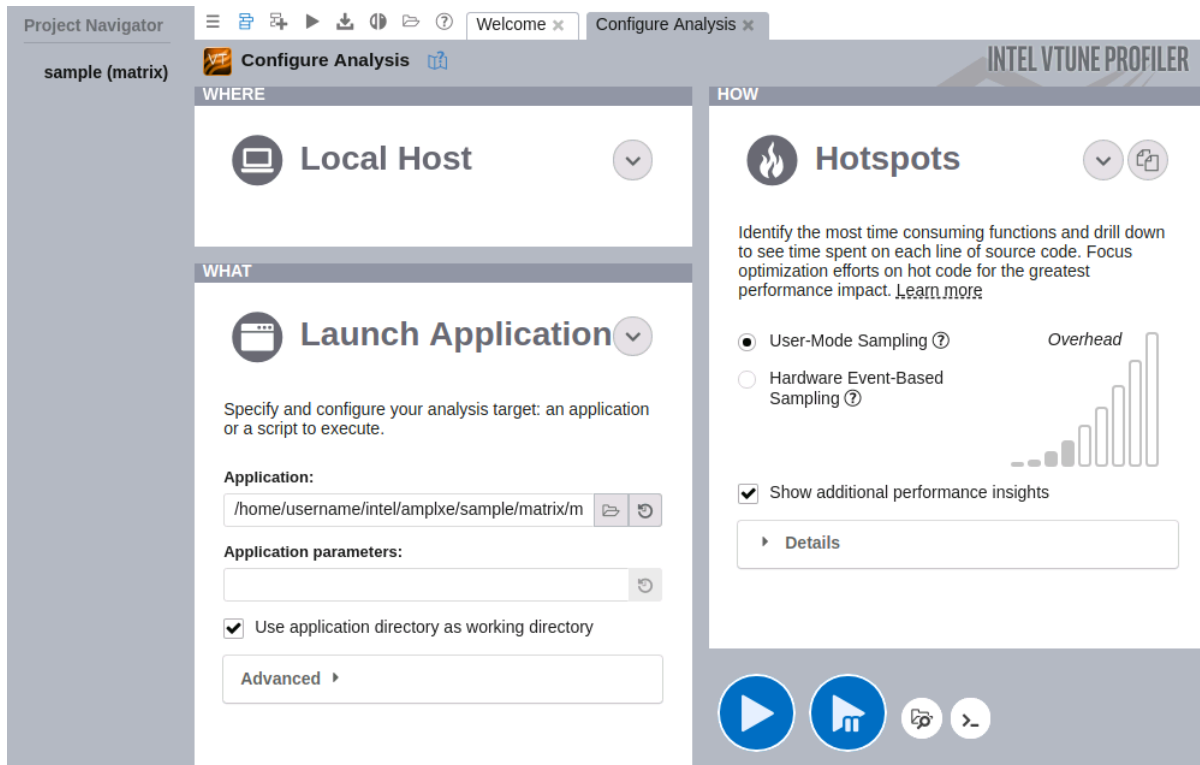 Project Navigator
sample (matrix)
Welcome
Configure Analysis
Configure Analysis
INTEL VTUNE PROFILER
WHERE
Local Host
WHAT
Launch Application
Specify and configure your analysis target: an application
or a script to execute.
Application:
/home/username/intel/amplxe/sample/matrix/m
Application parameters:
Use application directory as working directory
Advanced
HOW
Hotspots
Identify the most time consuming functions and drill down
to see time spent on each line of source code. Focus
optimization efforts on hot code for the greatest
performance impact. Learn more
User-Mode Sampling
Overhead
Hardware Event-Based
Sampling
Show additional performance insights
Details